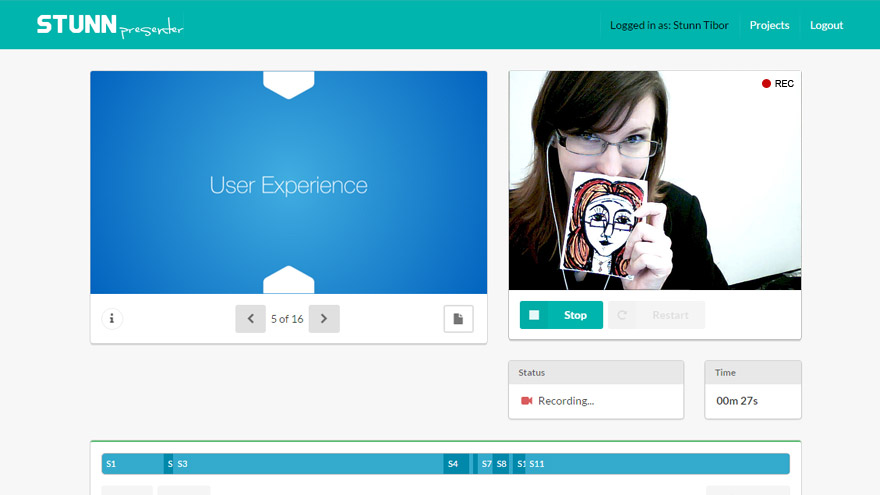 STUNN presenter
Logged in as: Stunn Tibor
Projects
Logout
User Experience
REC
5 of 16
Stop
Restart
Status
Time
Recording...
00m 27s
S1
S
S3
S4
S7
S8
S1
S11